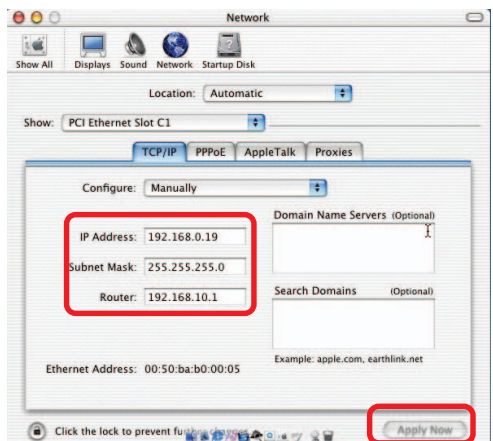 Network
Show All Displays Sound Network Startup Disk
Location: Automatic
Show: PCI Ethernet Slot C1
TCP/IP PPPoE AppleTalk Proxies
Configure: Manually
Domain Name Servers (Optional)
IP Address: 192.168.0.19
Subnet Mask: 255.255.255.0
Search Domains (Optional)
Router: 192.168.10.1
Example: apple.com, earthlink.net
Ethernet Address: 00:50:ba:b0:00:05
Click the lock to prevent
Apply Now